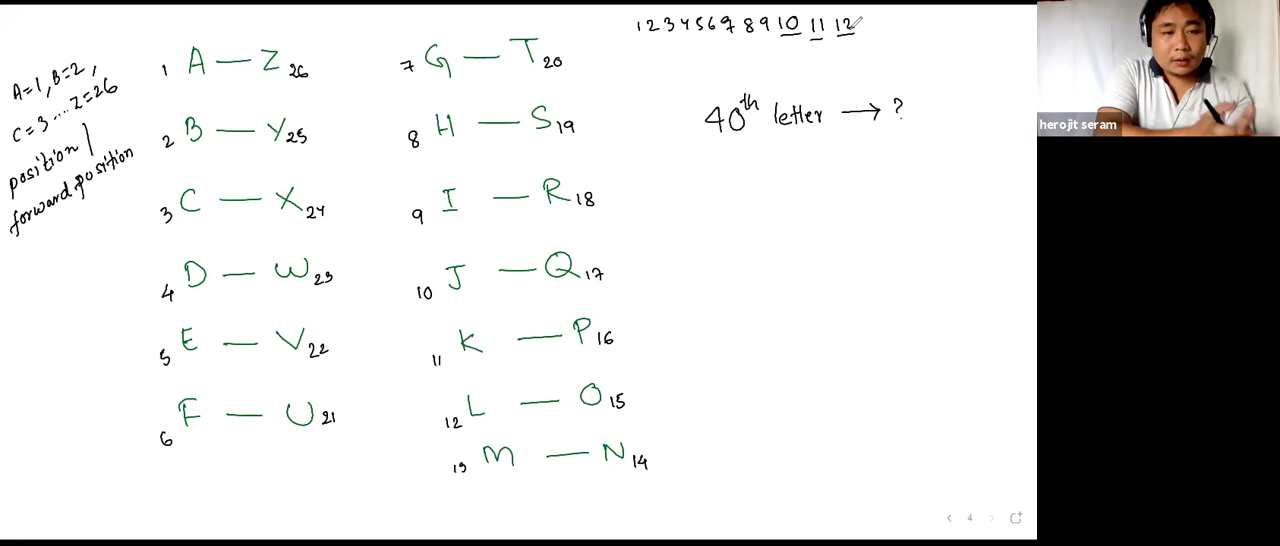 1 2 3 4 5 6 7 8 9 10 11 12
A=1, B=2,
C=3 .... Z=26
position /
forward position
1 A — Z 26
2 B — Y 25
3 C — X 24
4 D — W 23
5 E — V 22
6 F — U 21
7 G — T 20
8 H — S 19
9 I — R 18
10 J — Q 17
11 K — P 16
12 L — O 15
13 M — N 14
40th letter → ?
herojit seram
4